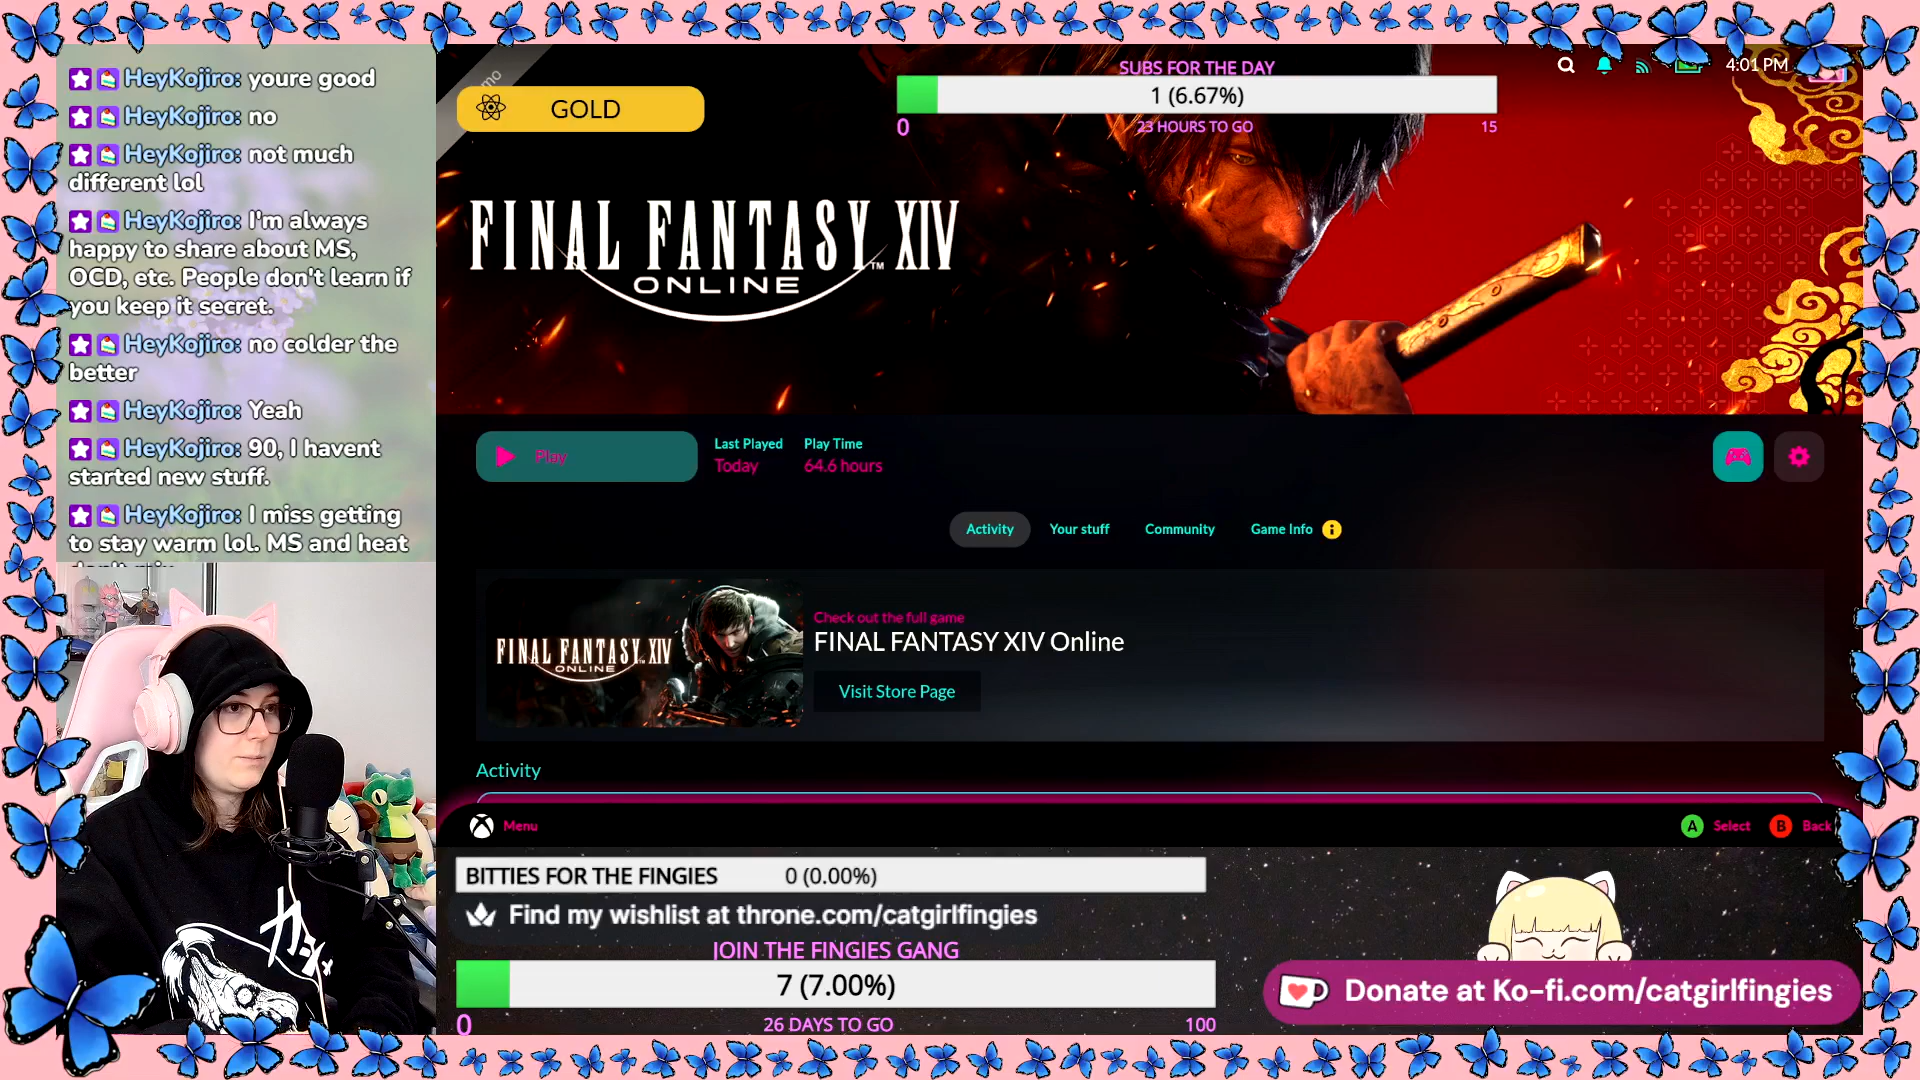 HeyKojiro: youre good
HeyKojiro: no
HeyKojiro: not much
different lol
HeyKojiro: I'm always
happy to share about MS,
OCD, etc. People don't learn if
you keep it secret.
HeyKojiro: no colder the
better
HeyKojiro: Yeah
HeyKojiro: 90, I havent
started new stuff.
HeyKojiro: I miss getting
to stay warm lol. MS and heat
GOLD
SUBS FOR THE DAY
1 (6.67%)
0
23 HOURS TO GO
15
4:01 PM
FINAL FANTASY XIV
ONLINE
Play
Last Played
Today
Play Time
64.6 hours
Activity
Your stuff
Community
Game Info
FINAL FANTASY XIV
ONLINE
Check out the full game
FINAL FANTASY XIV Online
Visit Store Page
Activity
Menu
A Select
B Back
BITTIES FOR THE FINGIES 0 (0.00%)
Find my wishlist at throne.com/catgirlfingies
JOIN THE FINGIES GANG
7 (7.00%)
0
26 DAYS TO GO
100
Donate at Ko-fi.com/catgirlfingies